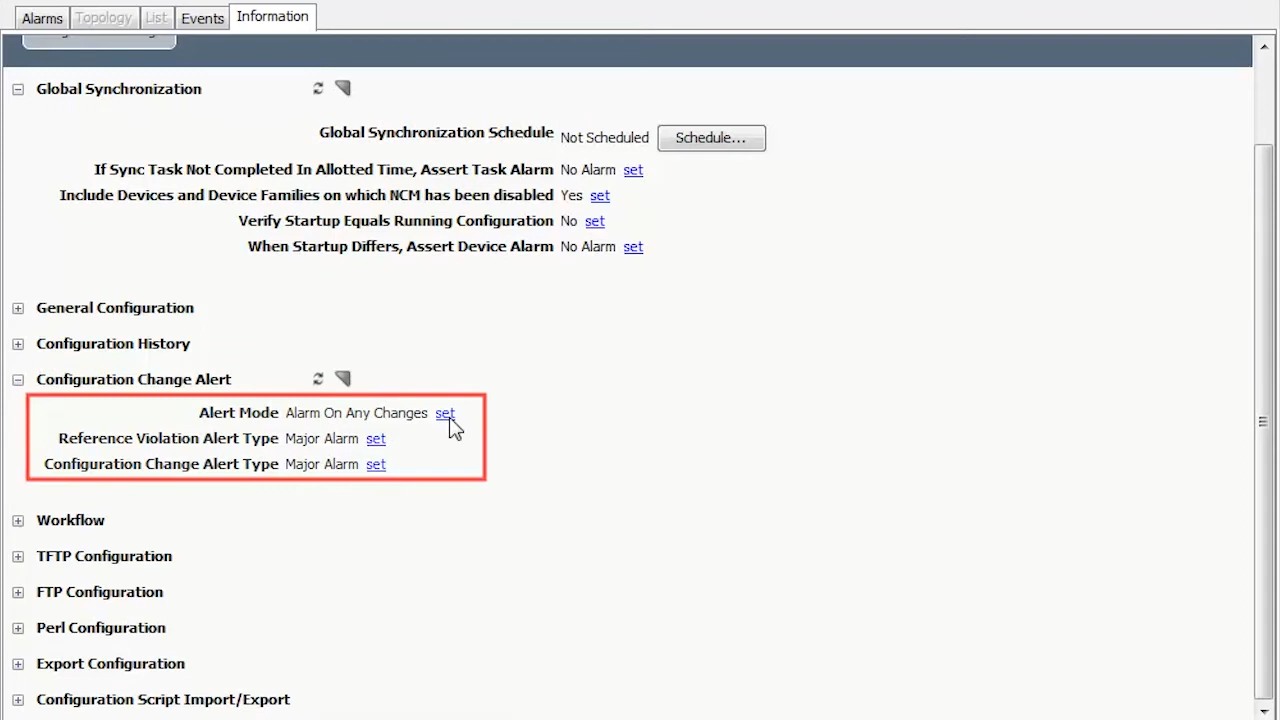 Alarms Topology List Events Information
Global Synchronization
Global Synchronization Schedule Not Scheduled Schedule...
If Sync Task Not Completed In Allotted Time, Assert Task Alarm No Alarm set
Include Devices and Device Families on which NCM has been disabled Yes set
Verify Startup Equals Running Configuration No set
When Startup Differs, Assert Device Alarm No Alarm set
General Configuration
Configuration History
Configuration Change Alert
Alert Mode Alarm On Any Changes set
Reference Violation Alert Type Major Alarm set
Configuration Change Alert Type Major Alarm set
Workflow
TFTP Configuration
FTP Configuration
Perl Configuration
Export Configuration
Configuration Script Import/Export